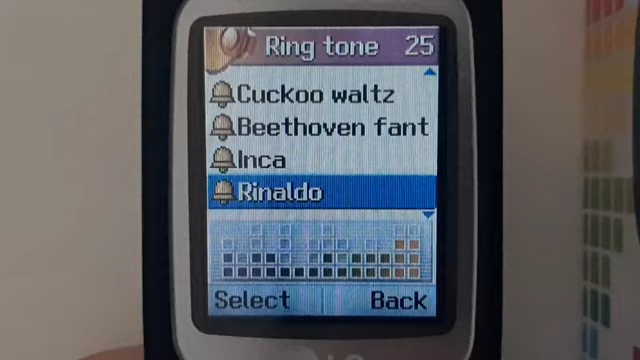 Ring tone 25
Cuckoo waltz
Beethoven fant
Inca
Rinaldo
Select Back